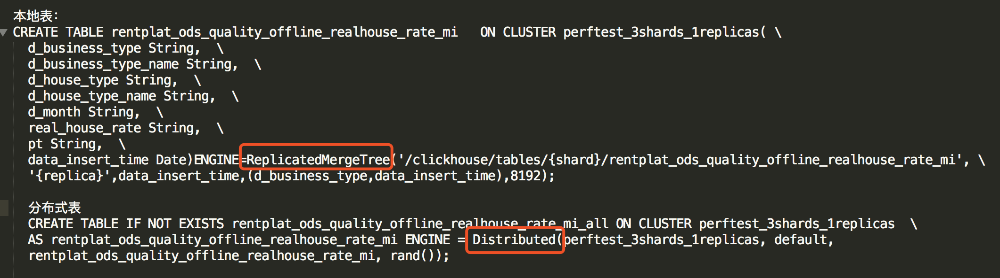 本地表:
CREATE TABLE rentplat_ods_quality_offline_realhouse_rate_mi   ON CLUSTER perftest_3shards_1replicas( \
d_business_type String,  \
d_business_type_name String,  \
d_house_type String,  \
d_house_type_name String,  \
d_month String,  \
real_house_rate String,  \
pt String,  \
data_insert_time Date)ENGINE=ReplicatedMergeTree('/clickhouse/tables/{shard}/rentplat_ods_quality_offline_realhouse_rate_mi', \
'{replica}',data_insert_time,(d_business_type,data_insert_time),8192);
分布式表
CREATE TABLE IF NOT EXISTS rentplat_ods_quality_offline_realhouse_rate_mi_all ON CLUSTER perftest_3shards_1replicas  \
AS rentplat_ods_quality_offline_realhouse_rate_mi ENGINE = Distributed(perftest_3shards_1replicas, default,
rentplat_ods_quality_offline_realhouse_rate_mi, rand());